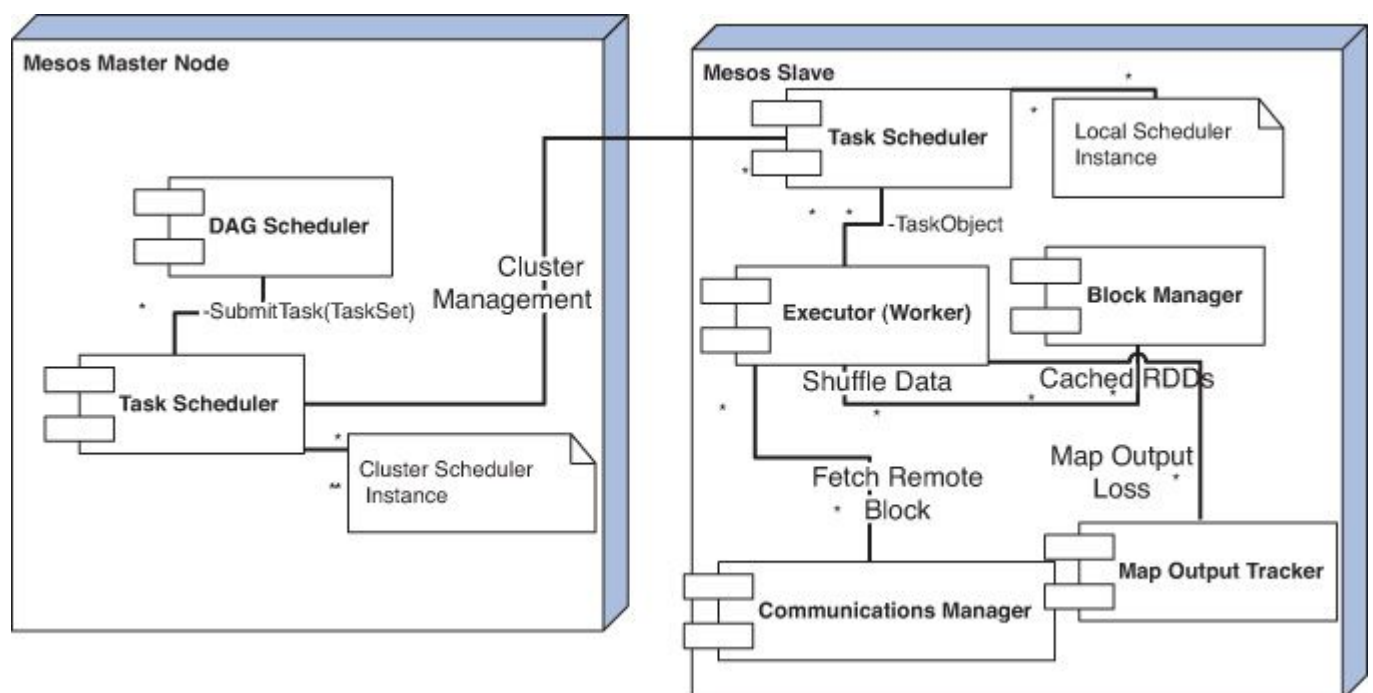 Mesos Master Node
DAG Scheduler
*
-SubmitTask(TaskSet)
Task Scheduler
*
**
Cluster Scheduler
Instance
Cluster
Management
Mesos Slave
*
*
Task Scheduler
Local Scheduler
Instance
*
* *
-TaskObject
Executor (Worker)
Block Manager
Shuffle Data
Cached RDDs
*
*
*
*
Map Output
Loss
*
Fetch Remote
Block
*
Communications Manager
Map Output Tracker